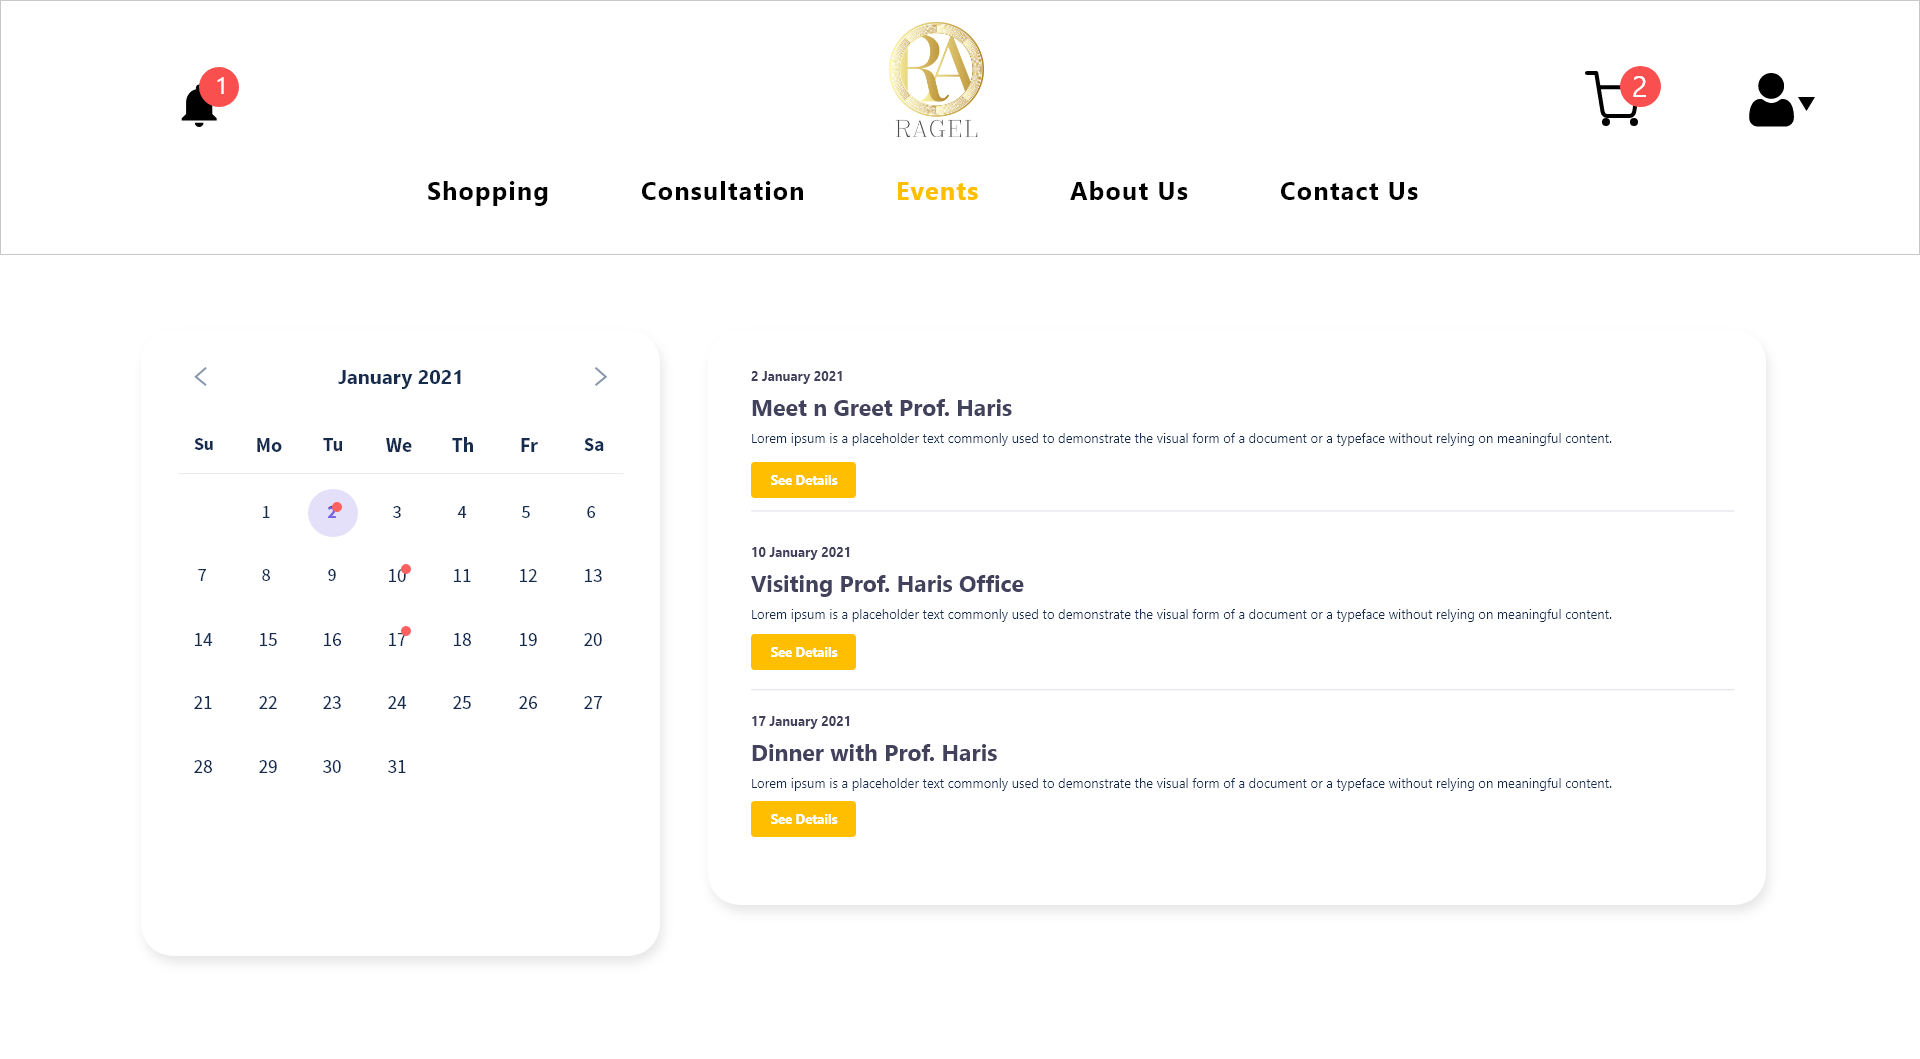 1
RA
RAGEL
2
Shopping Consultation Events About Us Contact Us
January 2021
Su Mo Tu We Th Fr Sa
1 2 3 4 5 6
7 8 9 10 11 12 13
14 15 16 17 18 19 20
21 22 23 24 25 26 27
28 29 30 31
2 January 2021
Meet n Greet Prof. Haris
Lorem ipsum is a placeholder text commonly used to demonstrate the visual form of a document or a typeface without relying on meaningful content.
See Details
10 January 2021
Visiting Prof. Haris Office
Lorem ipsum is a placeholder text commonly used to demonstrate the visual form of a document or a typeface without relying on meaningful content.
See Details
17 January 2021
Dinner with Prof. Haris
Lorem ipsum is a placeholder text commonly used to demonstrate the visual form of a document or a typeface without relying on meaningful content.
See Details